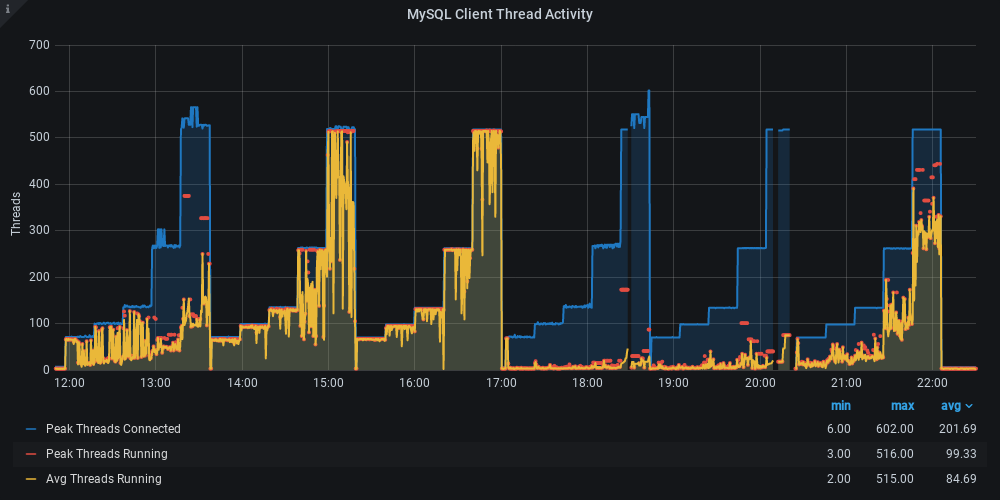 i
MySQL Client Thread Activity
Threads
700
600
500
400
300
200
100
0
12:00 13:00 14:00 15:00 16:00 17:00 18:00 19:00 20:00 21:00 22:00
min max avg
Peak Threads Connected 6.00 602.00 201.69
Peak Threads Running 3.00 516.00 99.33
Avg Threads Running 2.00 515.00 84.69